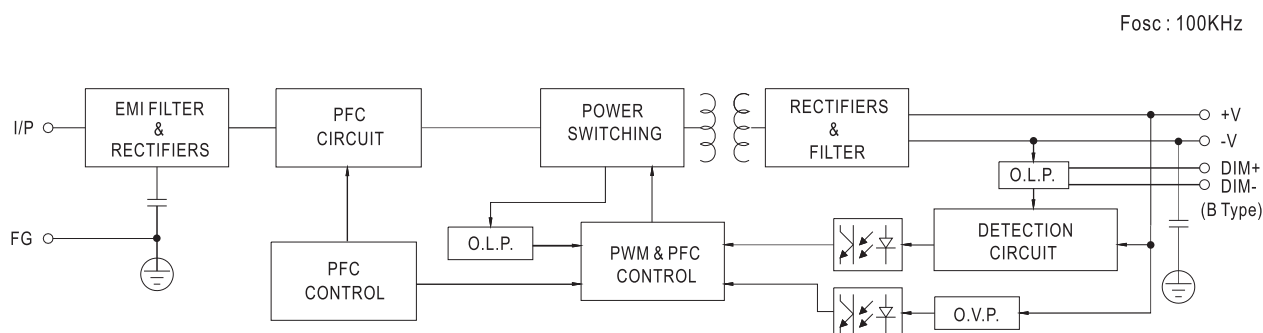 Fosc : 100KHz
I/P
EMI FILTER
&
RECTIFIERS
PFC
CIRCUIT
POWER
SWITCHING
RECTIFIERS
&
FILTER
+V
-V
DIM+
DIM-
(B Type)
O.L.P.
FG
O.L.P.
PFC
CONTROL
PWM & PFC
CONTROL
DETECTION
CIRCUIT
O.V.P.